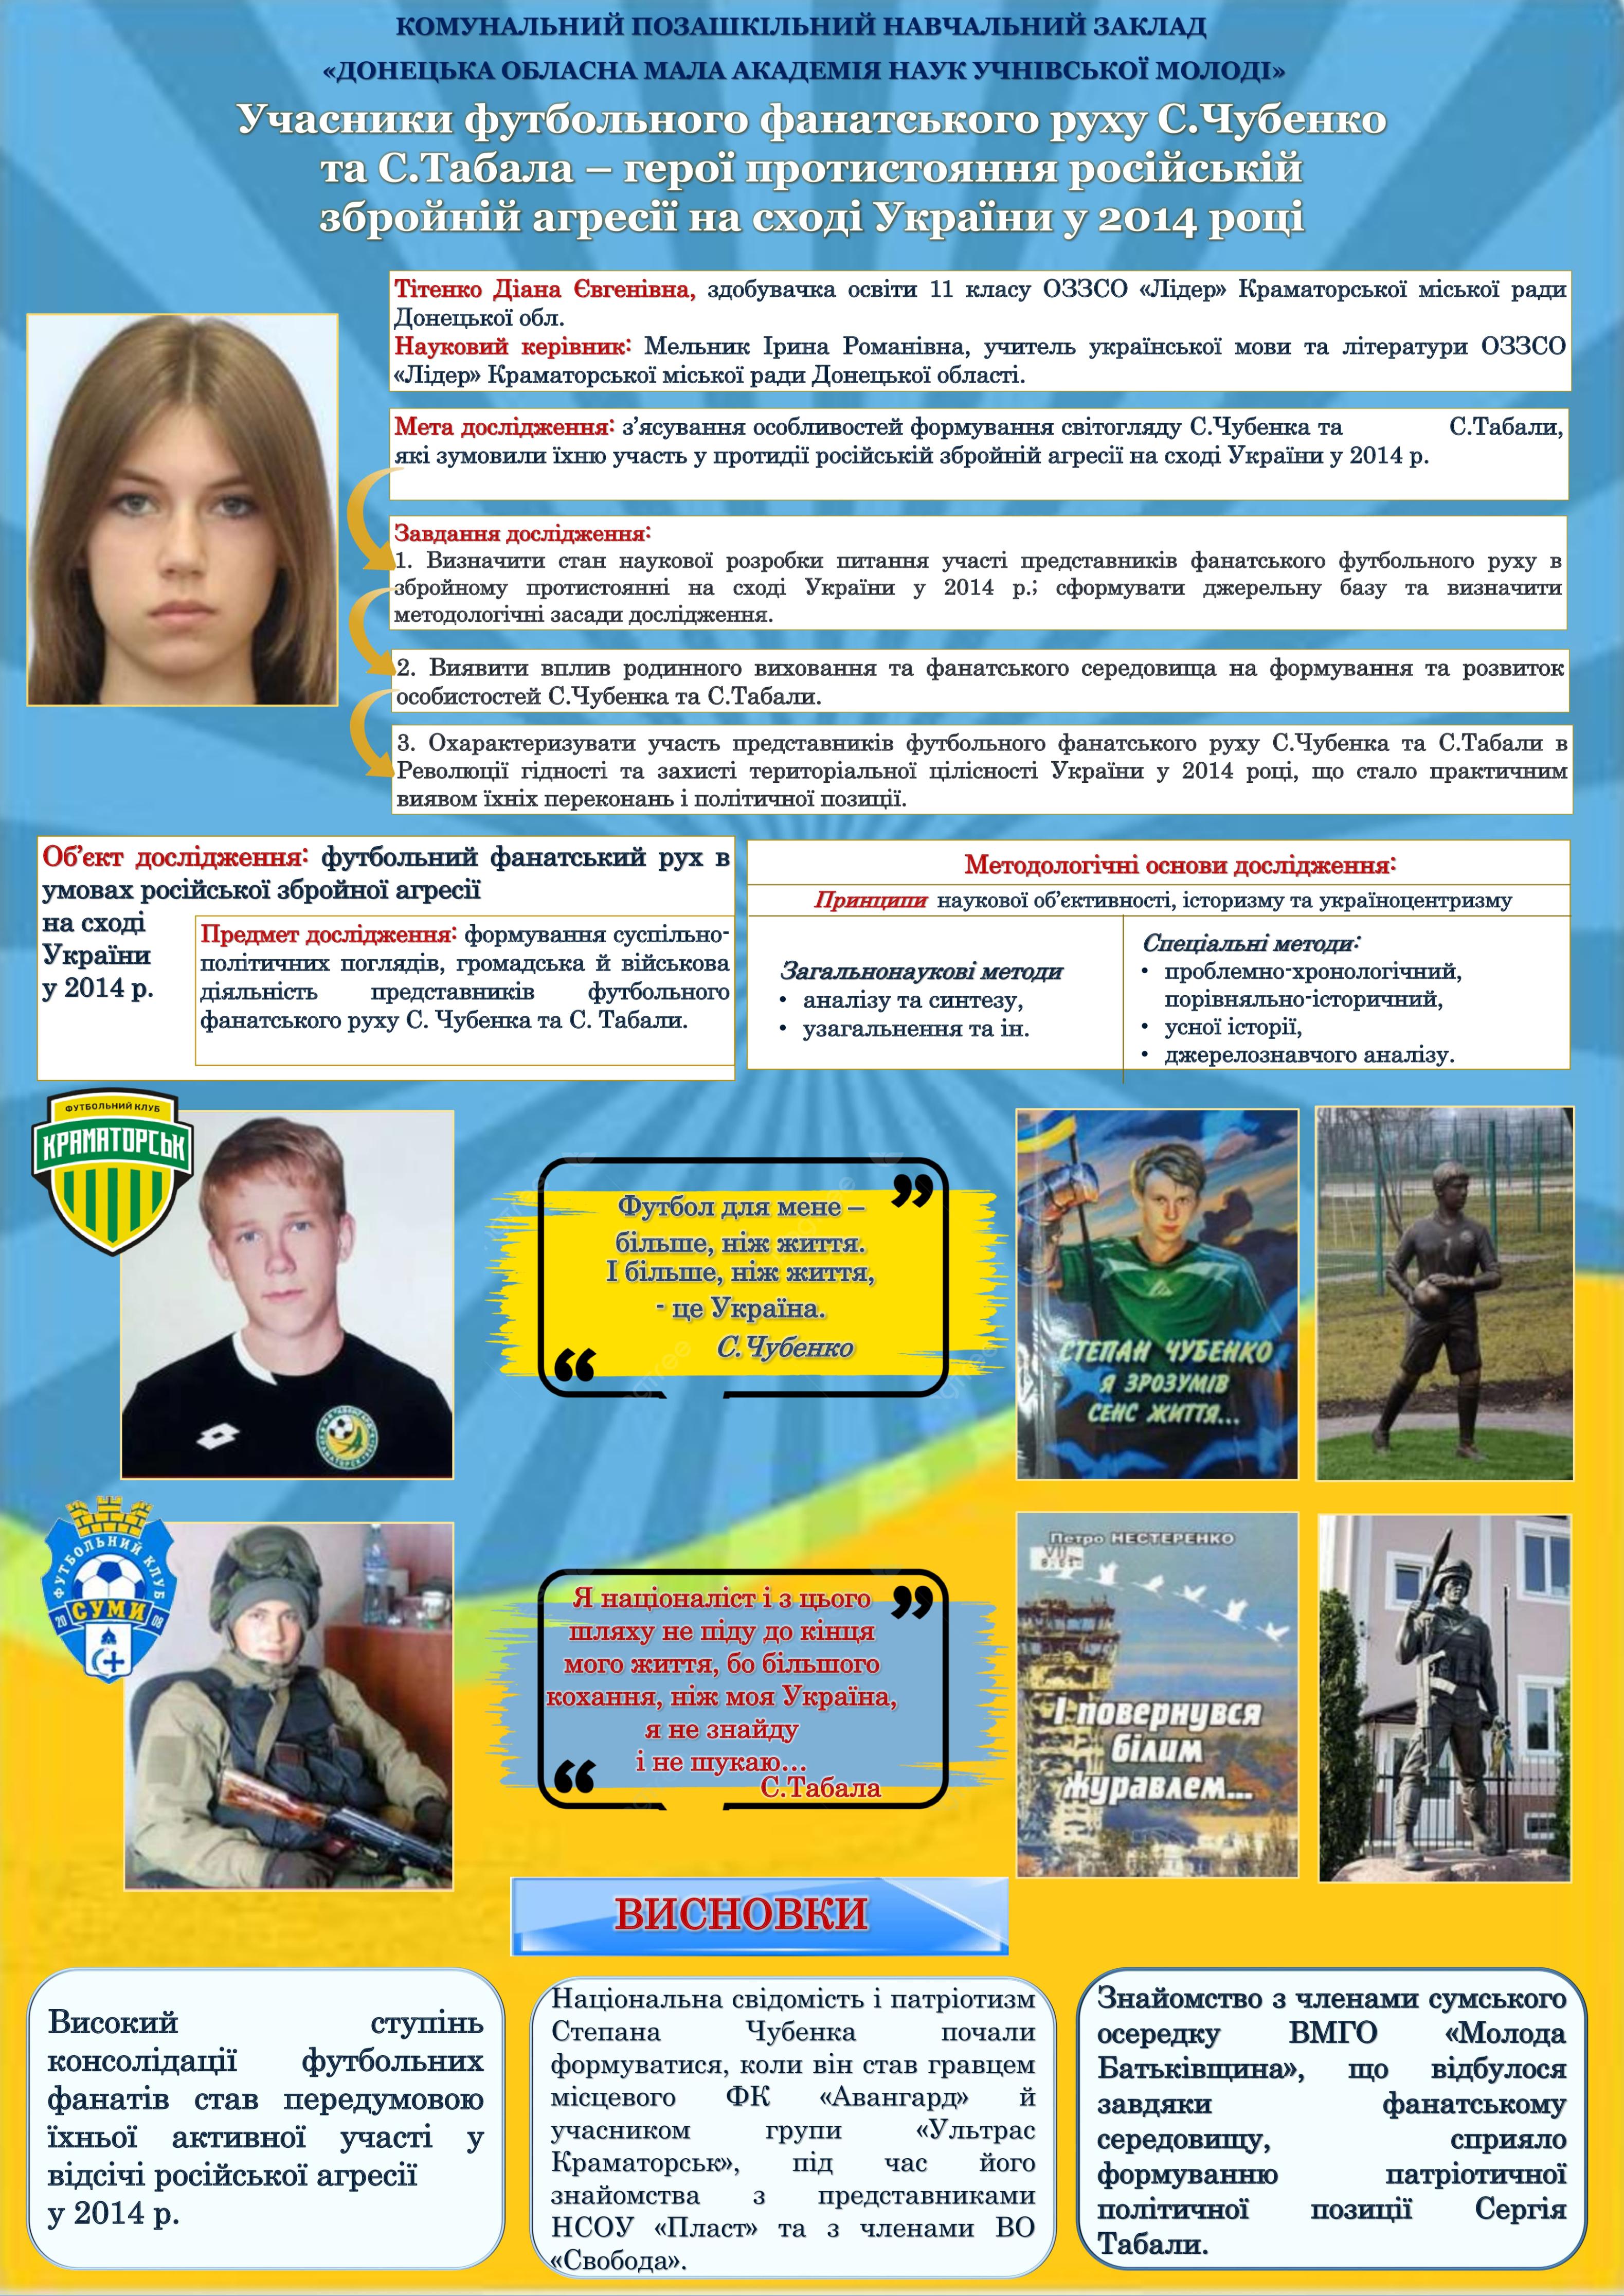 КОМУНАЛЬНИЙ ПОЗАШКІЛЬНИЙ НАВЧАЛЬНИЙ ЗАКЛАД
«ДОНЕЦЬКА ОБЛАСНА МАЛА АКАДЕМІЯ НАУК УЧНІВСЬКОЇ МОЛОДІ»
Учасники футбольного фанатського руху С.Чубенко
та С.Табала – герої протистояння російській
збройній агресії на сході України у 2014 році
Тітенко Діана Євгенівна, здобувачка освіти 11 класу ОЗЗСО «Лідер» Краматорської міської ради
Донецької обл.
Науковий керівник: Мельник Ірина Романівна, учитель української мови та літератури ОЗЗСО
«Лідер» Краматорської міської ради Донецької області.
Мета дослідження: з’ясування особливостей формування світогляду С.Чубенка та С.Табали,
які зумовили їхню участь у протидії російській збройній агресії на сході України у 2014 р.
Завдання дослідження:
1. Визначити стан наукової розробки питання участі представників фанатського футбольного руху в
збройному протистоянні на сході України у 2014 р.; сформувати джерельну базу та визначити
методологічні засади дослідження.
2. Виявити вплив родинного виховання та фанатського середовища на формування та розвиток
особистостей С.Чубенка та С.Табали.
3. Охарактеризувати участь представників футбольного фанатського руху С.Чубенка та С.Табали в
Революції гідності та захисті територіальної цілісності України у 2014 році, що стало практичним
виявом їхніх переконань і політичної позиції.
Об’єкт дослідження: футбольний фанатський рух в
умовах російської збройної агресії
на сході
України
у 2014 р.
Предмет дослідження: формування суспільно-
політичних поглядів, громадська й військова
діяльність представників футбольного
фанатського руху С. Чубенка та С. Табали.
Методологічні основи дослідження:
Принципи наукової об’єктивності, історизму та україноцентризму
Загальнонаукові методи
• аналізу та синтезу,
• узагальнення та ін.
Спеціальні методи:
• проблемно-хронологічний,
порівняльно-історичний,
• усної історії,
• джерелознавчого аналізу.
ФУТБОЛЬНИЙ КЛУБ
КРАМАТОРСЬК
Футбол для мене –
більше, ніж життя.
І більше, ніж життя,
- це Україна.
С.Чубенко
СТЕПАН ЧУБЕНКО
Я ЗРОЗУМІВ
СЕНС ЖИТТЯ...
ФУТБОЛЬНИЙ КЛУБ
СУМИ
20 08
Я націоналіст і з цього
шляху не піду до кінця
мого життя, бо більшого
кохання, ніж моя Україна,
я не знайду
і не шукаю…
С.Табала
Петро НЕСТЕРЕНКО
І повернувся
білим
журавлем...
ВИСНОВКИ
Високий ступінь
консолідації футбольних
фанатів став передумовою
їхньої активної участі у
відсічі російської агресії
у 2014 р.
Національна свідомість і патріотизм
Степана Чубенка почали
формуватися, коли він став гравцем
місцевого ФК «Авангард» й
учасником групи «Ультрас
Краматорськ», під час його
знайомства з представниками
НСОУ «Пласт» та з членами ВО
«Свобода».
Знайомство з членами сумського
осередку ВМГО «Молода
Батьківщина», що відбулося
завдяки фанатському
середовищу, сприяло
формуванню патріотичної
політичної позиції Сергія
Табали.